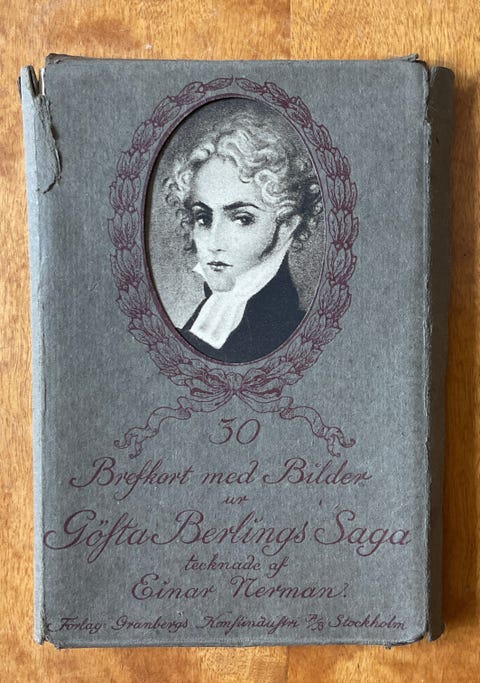 30
Brefkort med Bilder
ur
Gösta Berlings Saga
tecknade af
Einar Nerman.
Förlag: Granbergs Konstindustri A/B Stockholm